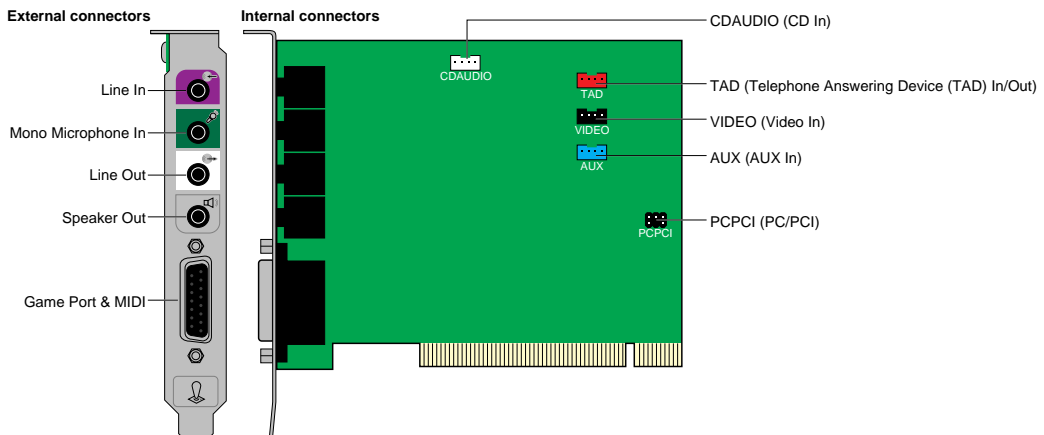 External connectors
Internal connectors
Line In
Mono Microphone In
Line Out
Speaker Out
Game Port & MIDI
CDAUDIO
TAD
VIDEO
AUX
PCPCI
CDAUDIO (CD In)
TAD (Telephone Answering Device (TAD) In/Out)
VIDEO (Video In)
AUX (AUX In)
PCPCI (PC/PCI)